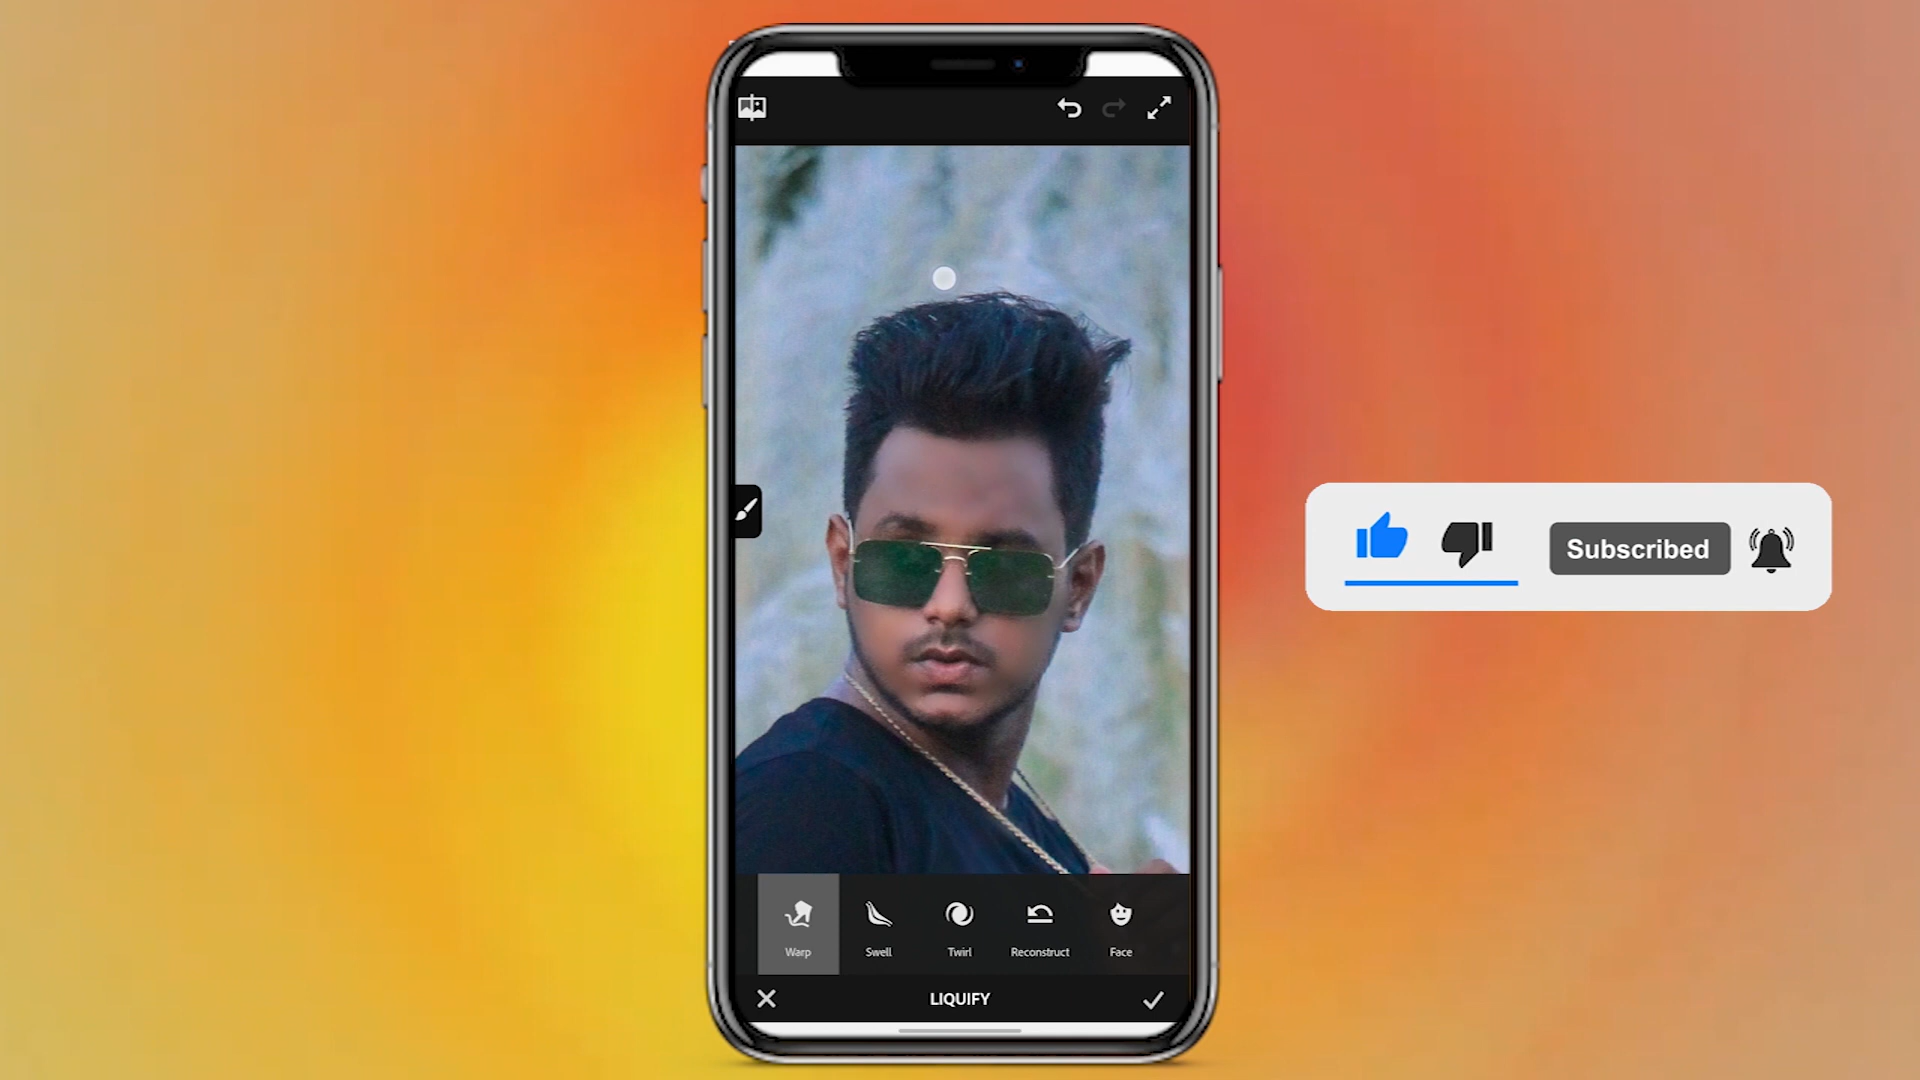 Subscribed
Warp
Swell
Twirl
Reconstruct
Face
LIQUIFY